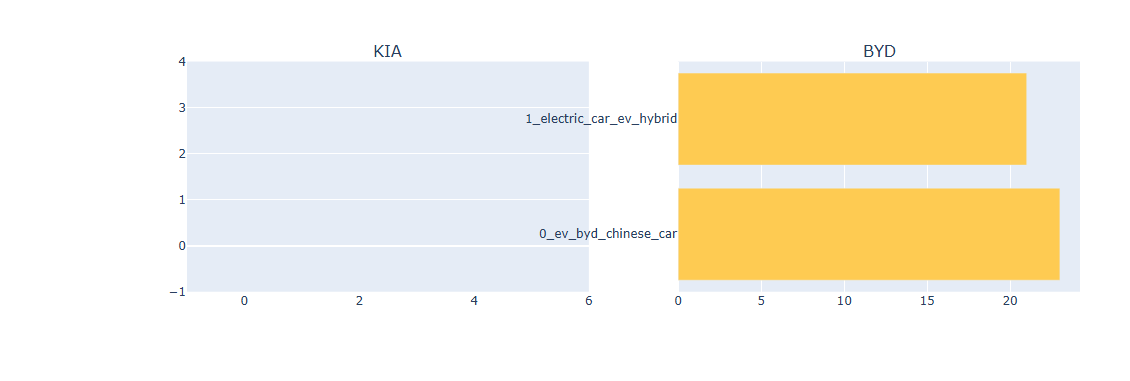 KIA
4
3
2
1
0
−1
0 2 4 6
BYD
1_electric_car_ev_hybrid
0_ev_byd_chinese_car
0 5 10 15 20